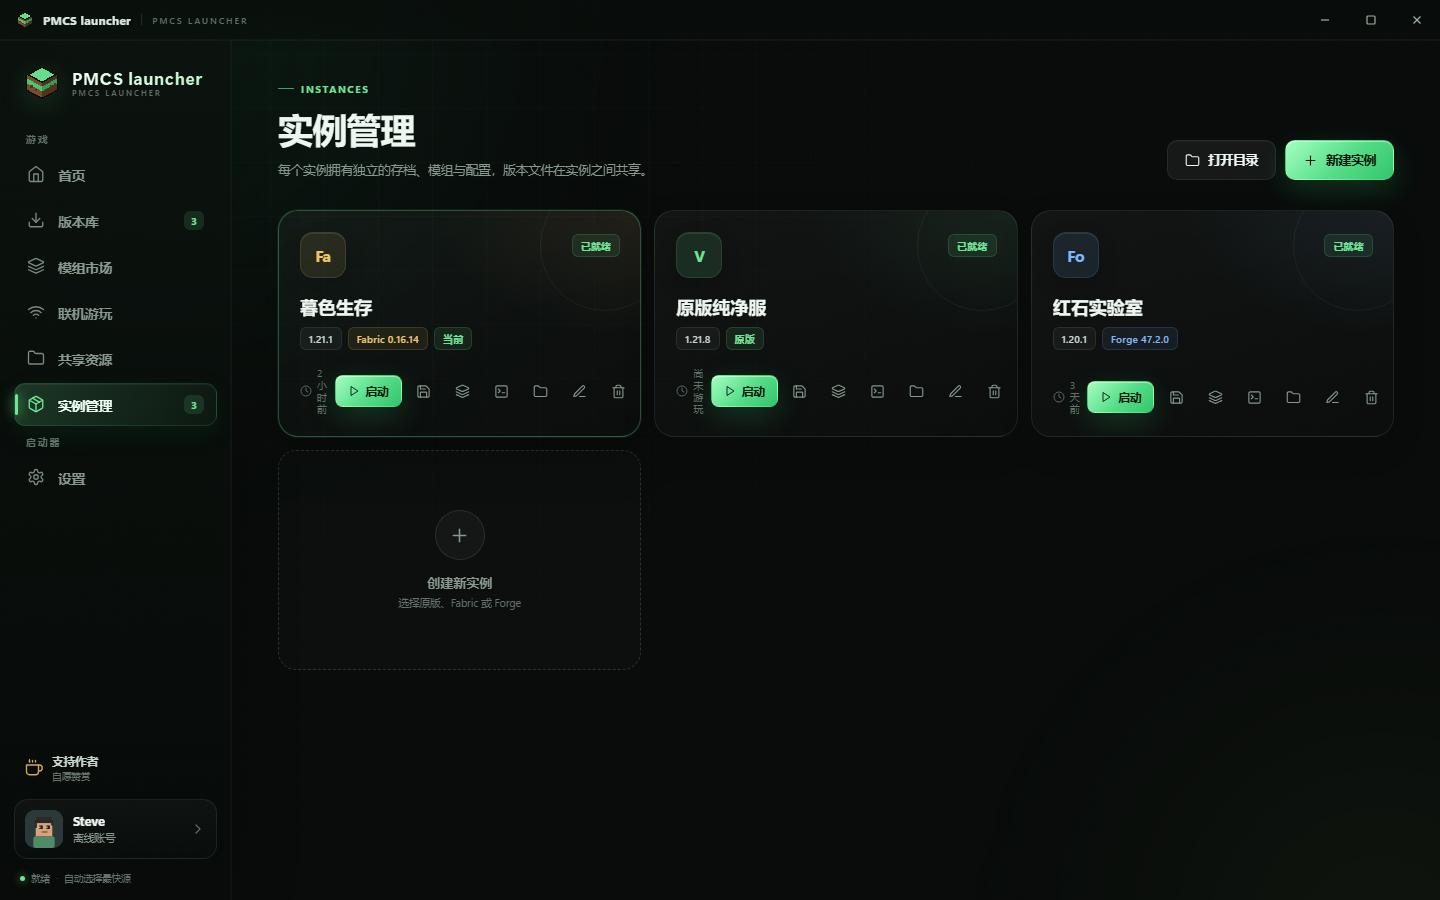 PMCS launcher PMCS LAUNCHER
PMCS launcher
PMCS LAUNCHER
游戏
首页
版本库 3
模组市场
联机游玩
共享资源
实例管理 3
启动器
设置
支持作者
自愿赞赏
Steve
离线账号
就绪 · 自动选择最快源
INSTANCES
实例管理
每个实例拥有独立的存档、模组与配置，版本文件在实例之间共享。
打开目录
新建实例
Fa
已就绪
暮色生存
1.21.1 Fabric 0.16.14 当前
2小时前
启动
V
已就绪
原版纯净服
1.21.8 原版
尚未游玩
启动
Fo
已就绪
红石实验室
1.20.1 Forge 47.2.0
3天前
启动
创建新实例
选择原版、Fabric 或 Forge